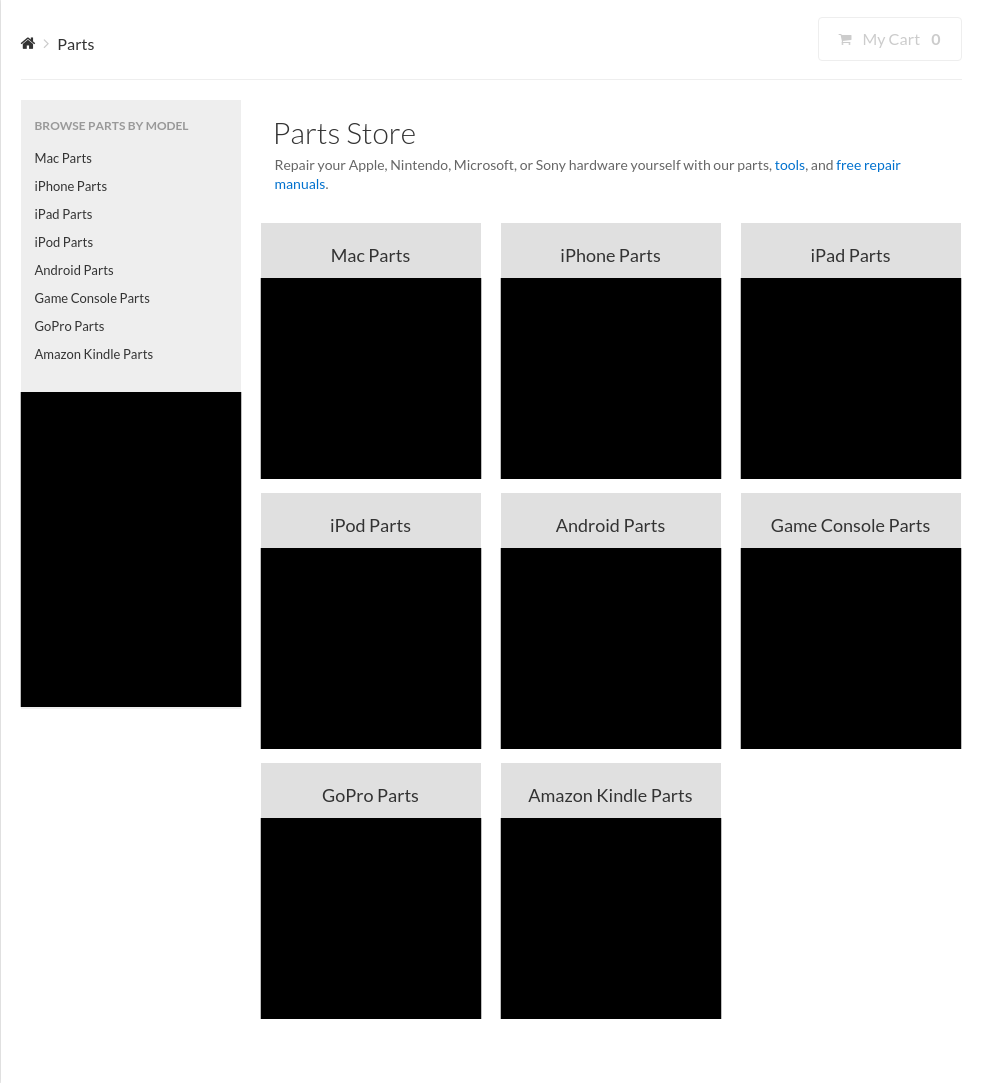 Parts
My Cart 0
BROWSE PARTS BY MODEL
Mac Parts
iPhone Parts
iPad Parts
iPod Parts
Android Parts
Game Console Parts
GoPro Parts
Amazon Kindle Parts
Parts Store
Repair your Apple, Nintendo, Microsoft, or Sony hardware yourself with our parts, tools, and free repair
manuals.
Mac Parts
iPhone Parts
iPad Parts
iPod Parts
Android Parts
Game Console Parts
GoPro Parts
Amazon Kindle Parts